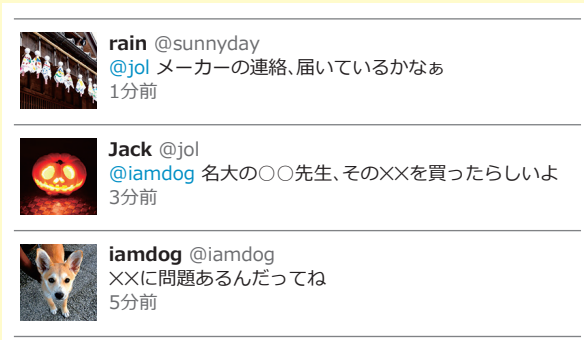 rain @sunnyday
@jol メーカーの連絡、届いているかなぁ
1分前
Jack @jol
@iamdog 名大の○○先生、その××を買ったらしいよ
3分前
iamdog @iamdog
××に問題あるんだってね
5分前